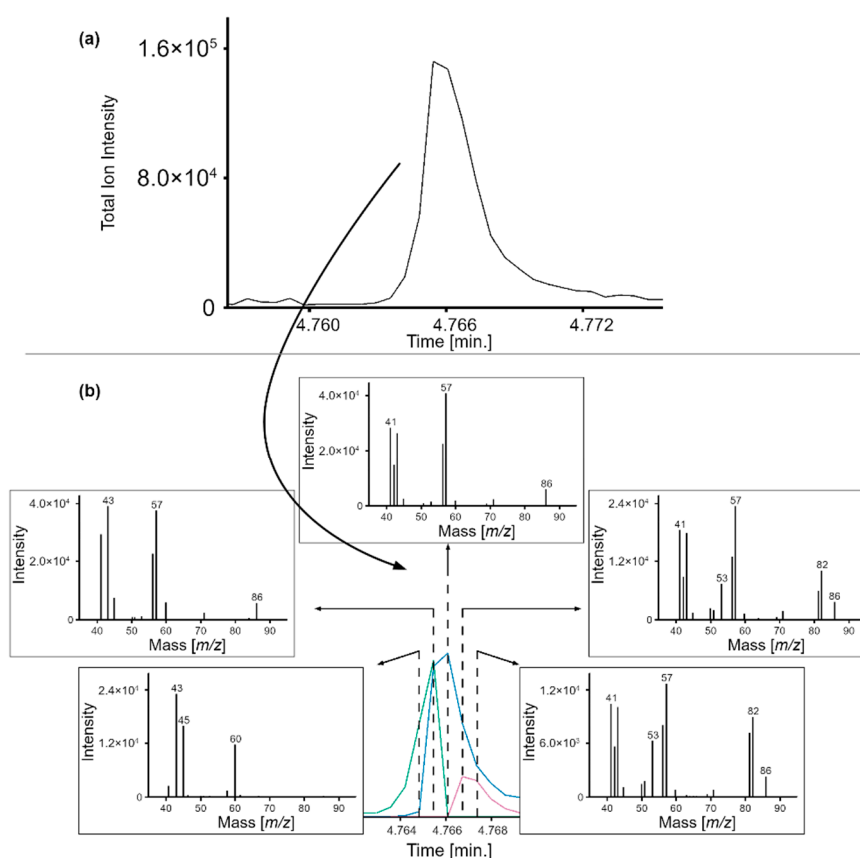 (a)
1.6×10⁵
8.0×10⁴
0
Total Ion Intensity
4.760 4.766 4.772
Time [min.]
(b)
4.0×10⁴
2.0×10⁴
0
Intensity
41 57 86
40 50 60 70 80 90
Mass [m/z]
4.0×10⁴
2.0×10⁴
0
Intensity
43 57 86
40 50 60 70 80 90
Mass [m/z]
2.4×10⁴
1.2×10⁴
0
Intensity
41 53 57 82 86
40 50 60 70 80 90
Mass [m/z]
2.4×10⁴
1.2×10⁴
0
Intensity
43 45 60
40 50 60 70 80 90
Mass [m/z]
4.764 4.766 4.768
Time [min.]
1.2×10⁴
6.0×10³
0
Intensity
41 53 57 82 86
40 50 60 70 80 90
Mass [m/z]